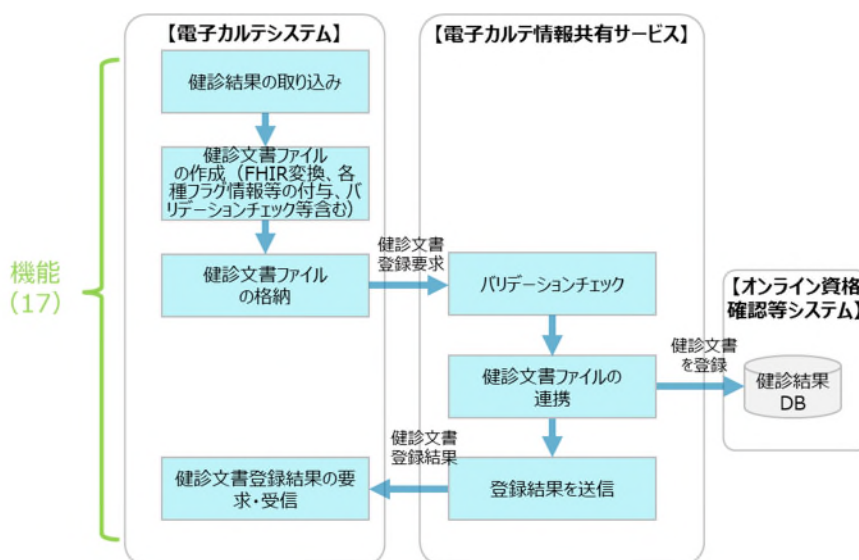 【電子カルテシステム】
【電子カルテ情報共有サービス】
健診結果の取り込み
健診文書ファイル
の作成（FHIR変換、各
種フラグ情報等の付与、バ
リデーションチェック等含む）
機能
（17）
健診文書ファイル
の格納
健診文書
登録要求
バリデーションチェック
【オンライン資格
確認等システム】
健診文書ファイルの
連携
健診文書
を登録
健診結果
DB
健診文書
登録結果
健診文書登録結果の要
求・受信
登録結果を送信